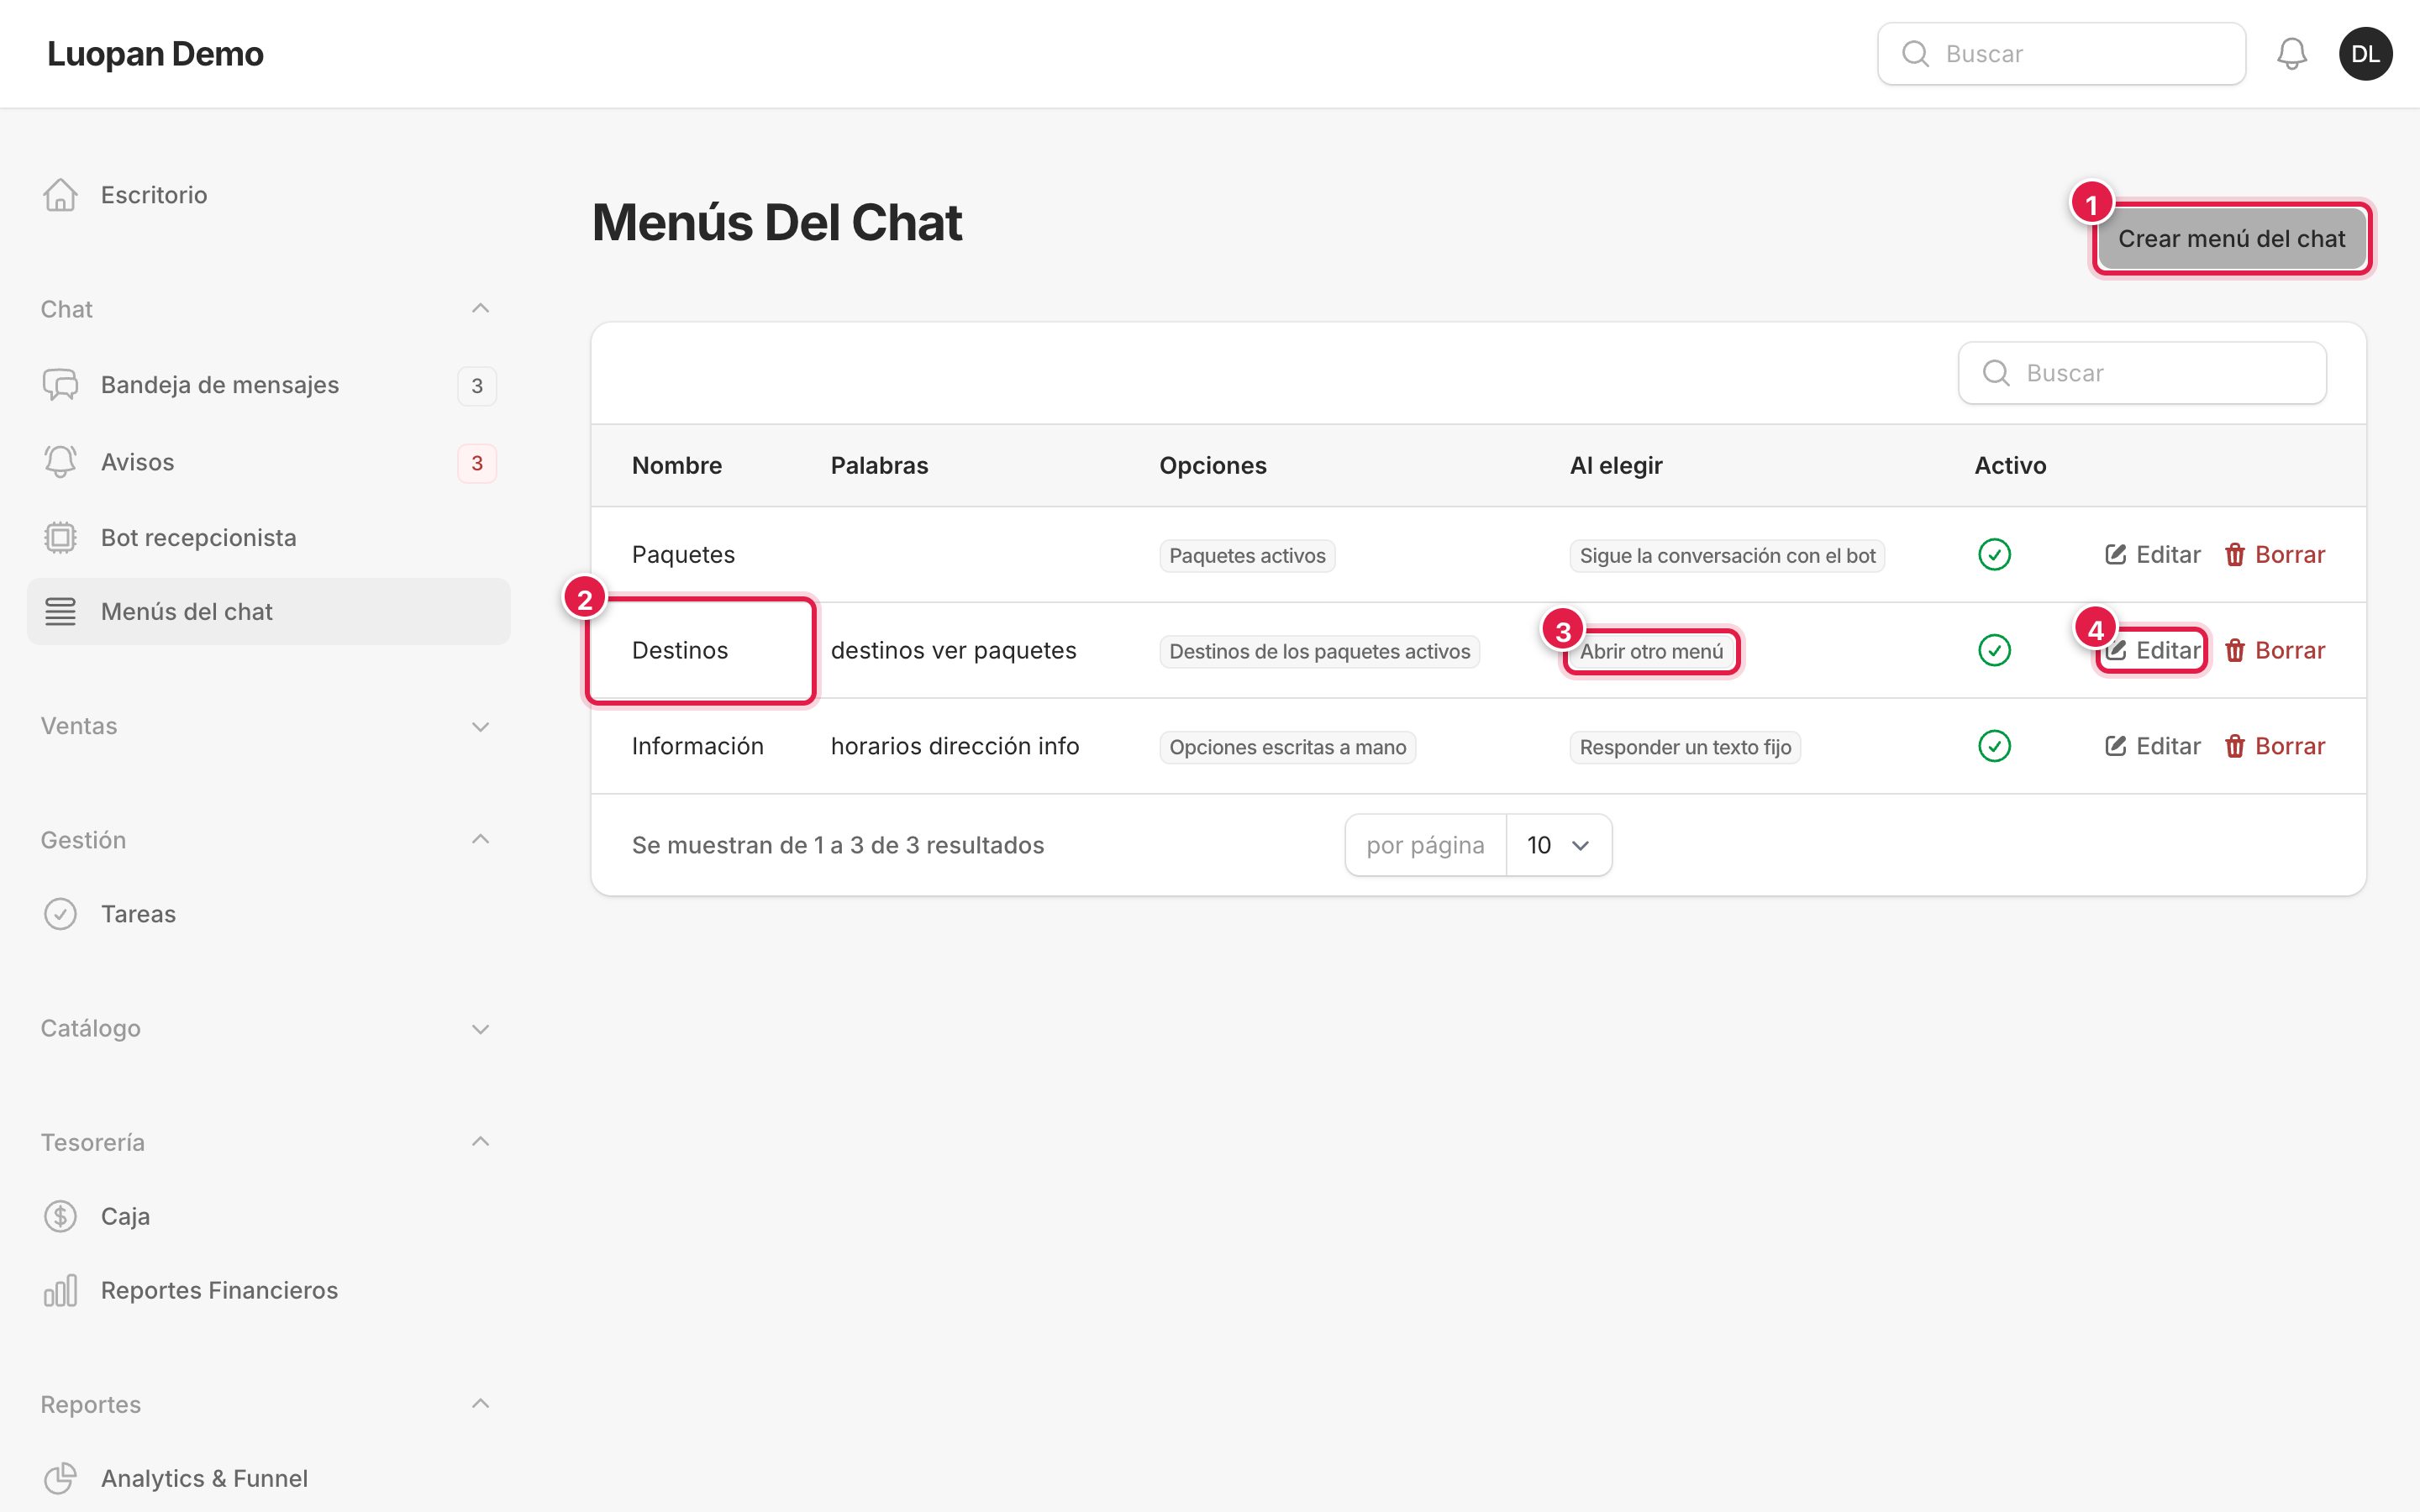 Luopan Demo
Buscar
DL
Escritorio
Chat
Bandeja de mensajes 3
Avisos 3
Bot recepcionista
Menús del chat
Ventas
Gestión
Tareas
Catálogo
Tesorería
Caja
Reportes Financieros
Reportes
Analytics & Funnel
Menús Del Chat
1
Crear menú del chat
Buscar
Nombre Palabras Opciones Al elegir Activo
Paquetes Paquetes activos Sigue la conversación con el bot Editar Borrar
2 3 4
Destinos destinos ver paquetes Destinos de los paquetes activos Abrir otro menú Editar Borrar
Información horarios dirección info Opciones escritas a mano Responder un texto fijo Editar Borrar
Se muestran de 1 a 3 de 3 resultados por página 10